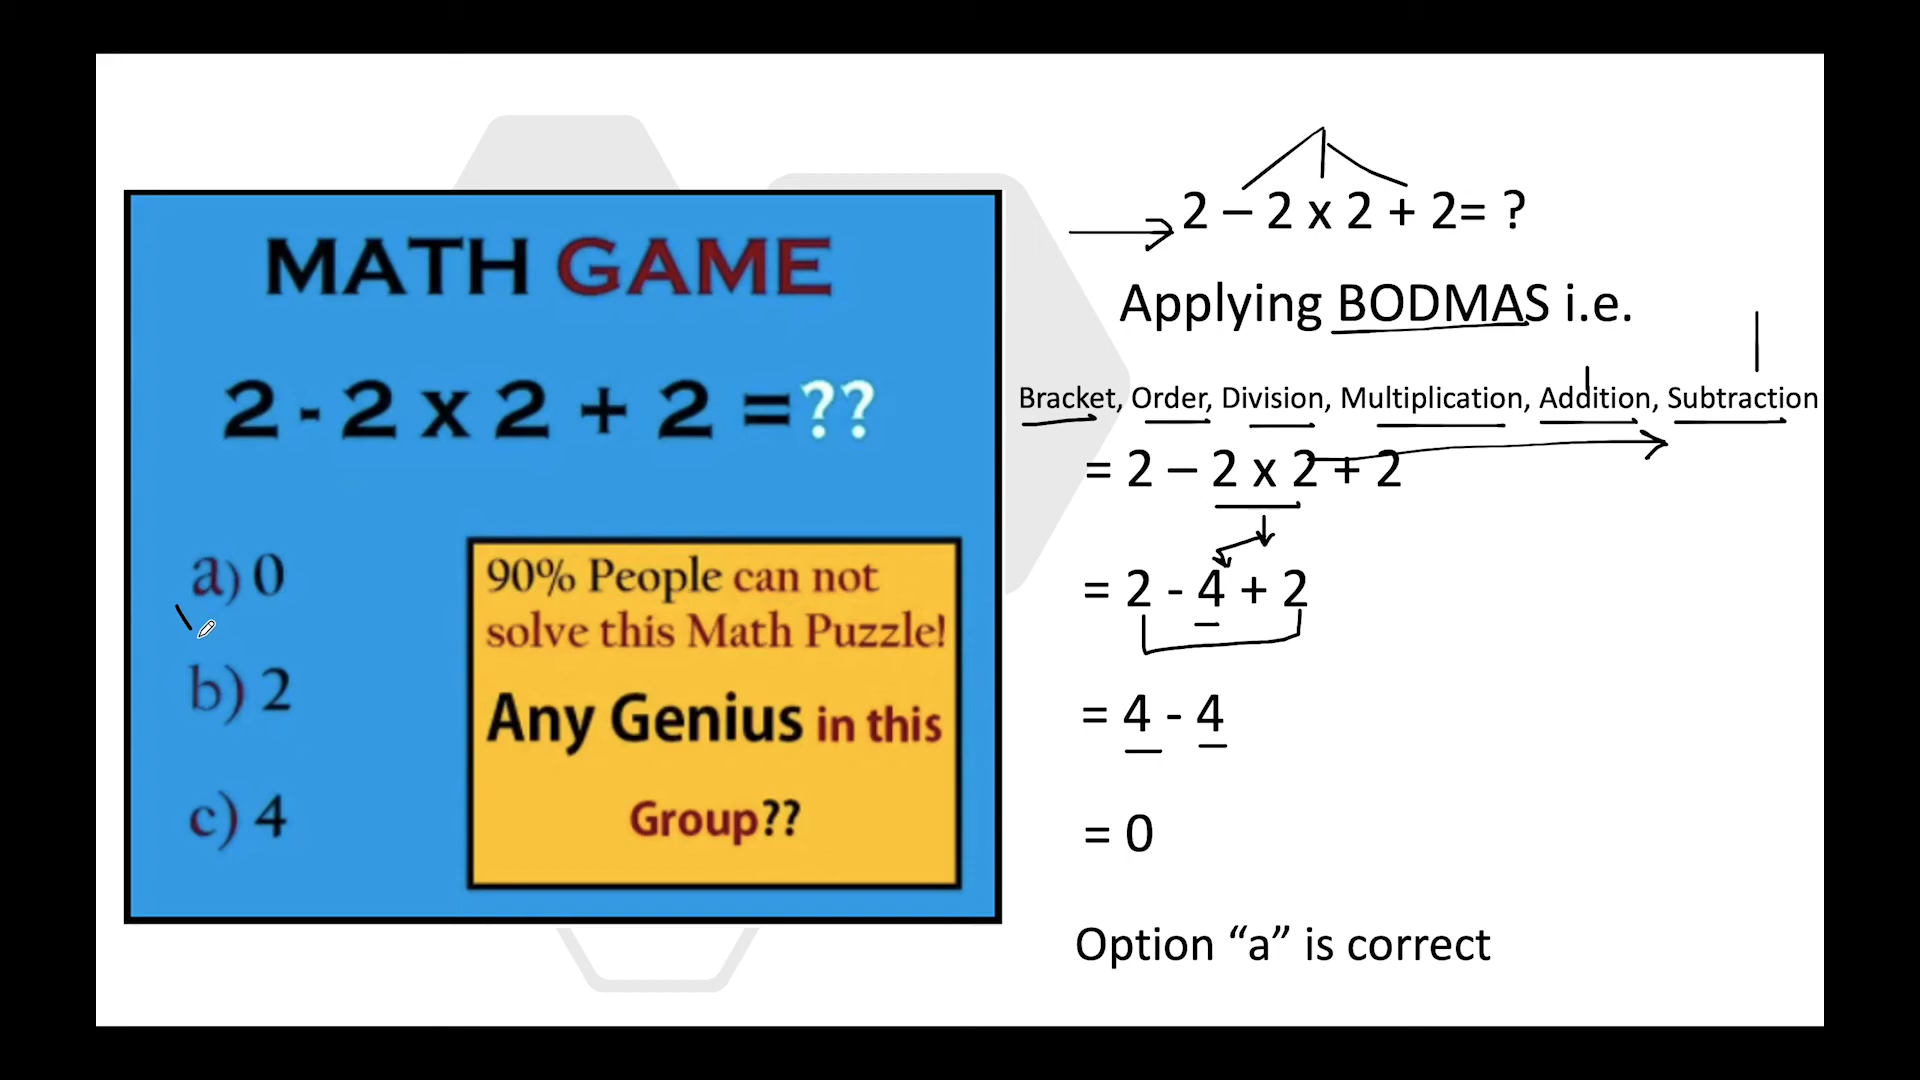 MATH GAME
2 - 2 x 2 + 2 =??
a) 0
b) 2
c) 4
90% People can not
solve this Math Puzzle!
Any Genius in this
Group??
2 – 2 x 2 + 2= ?
Applying BODMAS i.e.
Bracket, Order, Division, Multiplication, Addition, Subtraction
= 2 – 2 x 2 + 2
= 2 - 4 + 2
= 4 - 4
= 0
Option “a” is correct